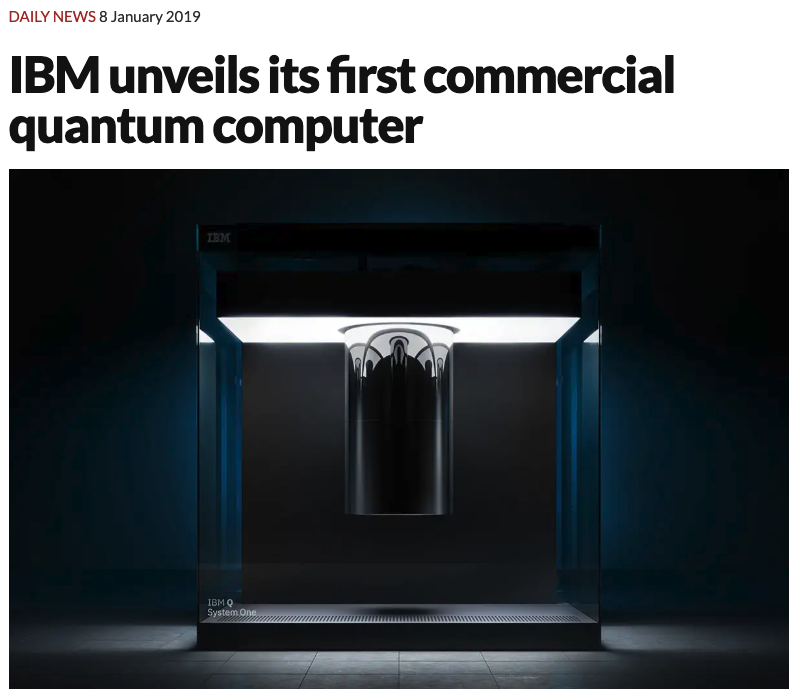 DAILY NEWS 8 January 2019
IBM unveils its first commercial
quantum computer
IBM
IBM Q
System One